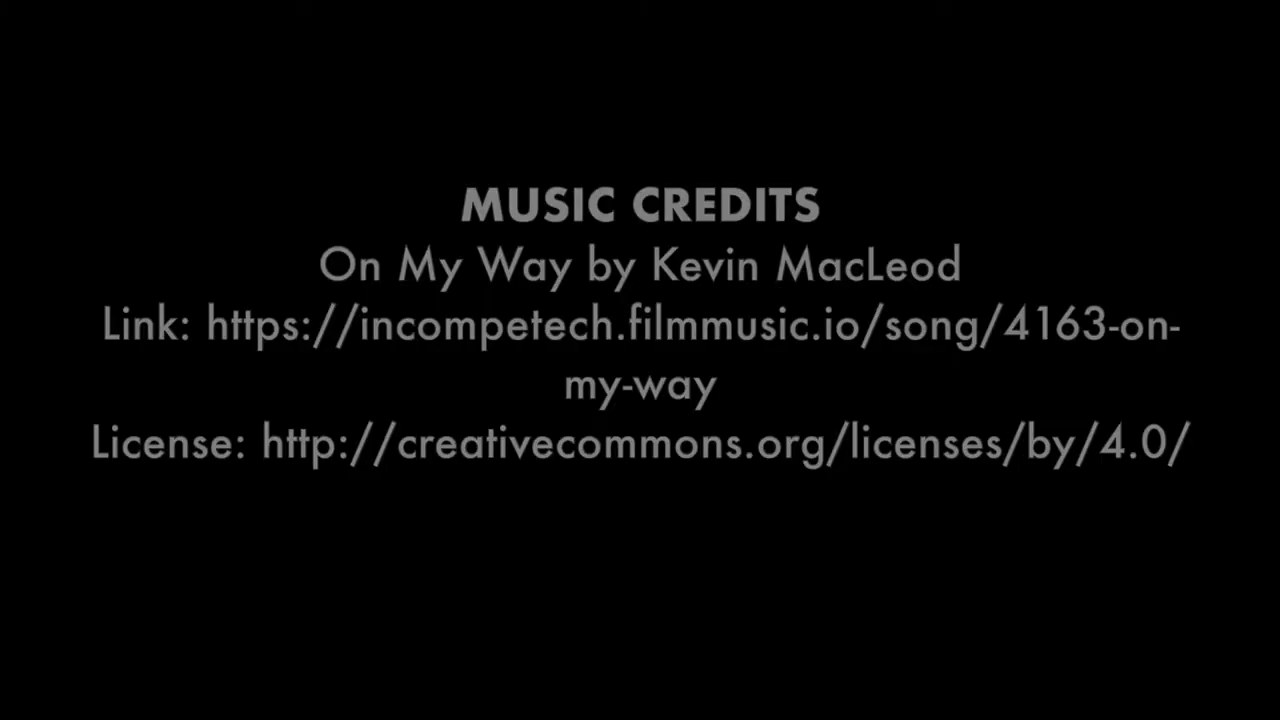 MUSIC CREDITS
On My Way by Kevin MacLeod
Link: https://incompetech.filmmusic.io/song/4163-on-
my-way
License: http://creativecommons.org/licenses/by/4.0/